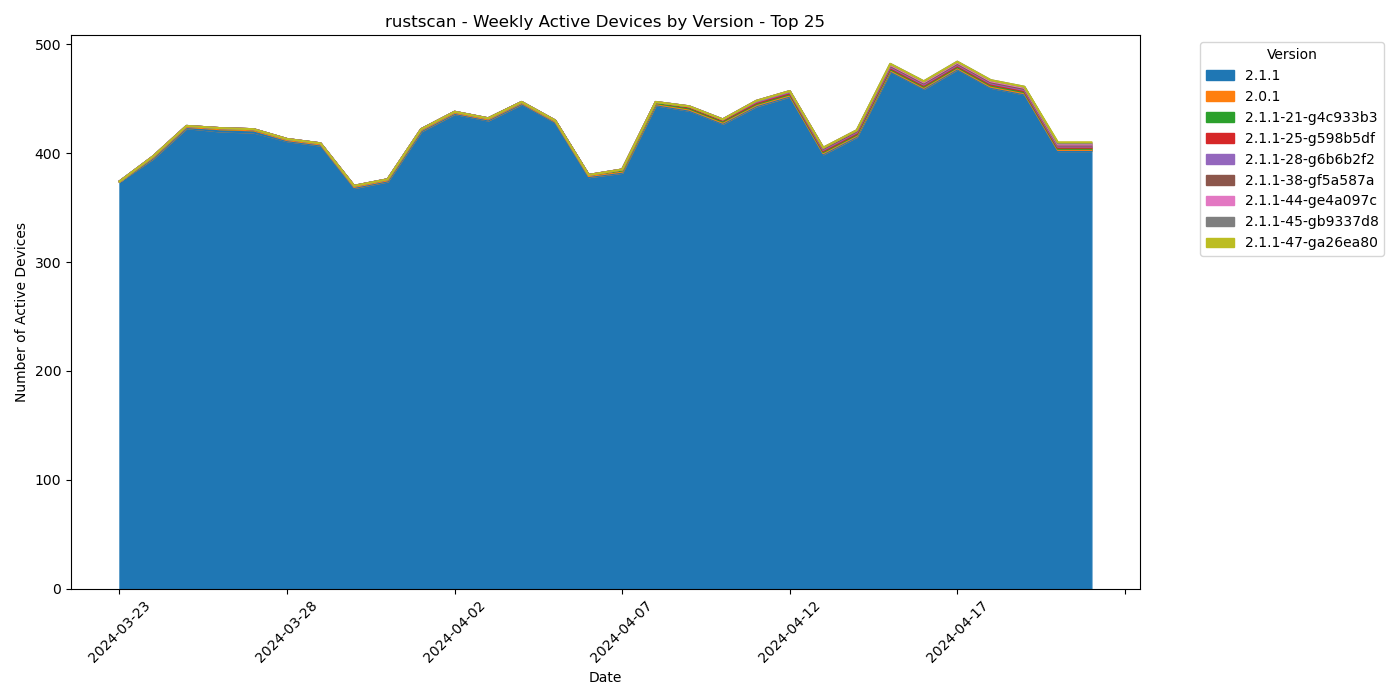 rustscan - Weekly Active Devices by Version - Top 25
500
400
300
200
100
0
Number of Active Devices
2024-03-23
2024-03-28
2024-04-02
2024-04-07
2024-04-12
2024-04-17
Date
Version
2.1.1
2.0.1
2.1.1-21-g4c933b3
2.1.1-25-g598b5df
2.1.1-28-g6b6b2f2
2.1.1-38-gf5a587a
2.1.1-44-ge4a097c
2.1.1-45-gb9337d8
2.1.1-47-ga26ea80